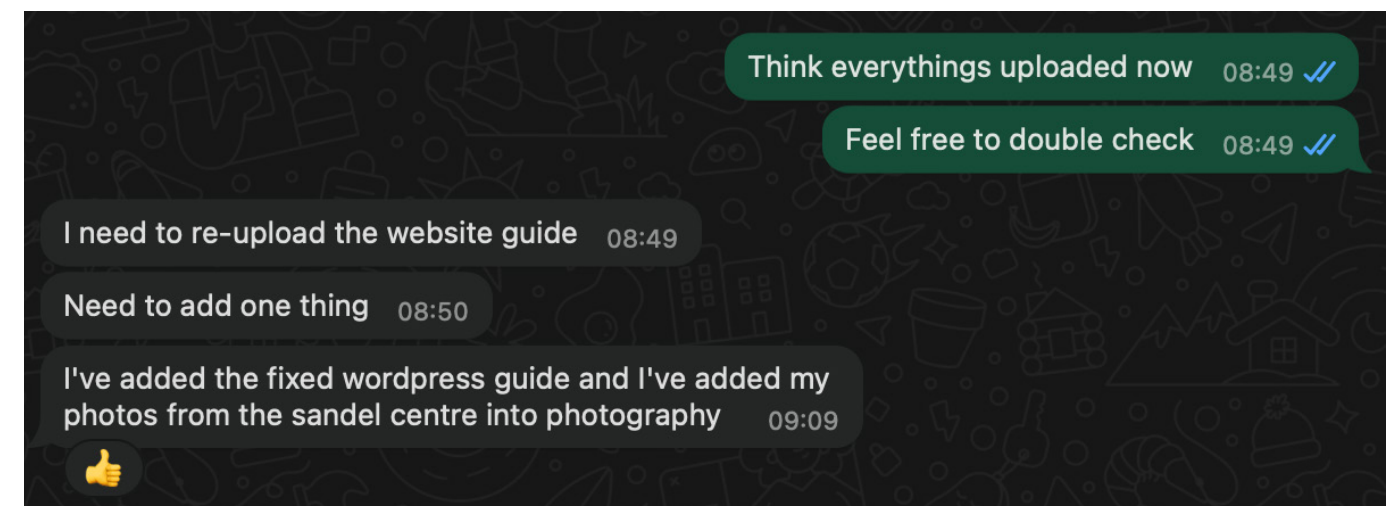 Think everythings uploaded now 08:49
Feel free to double check 08:49
I need to re-upload the website guide 08:49
Need to add one thing 08:50
I've added the fixed wordpress guide and I've added my
photos from the sandel centre into photography 09:09